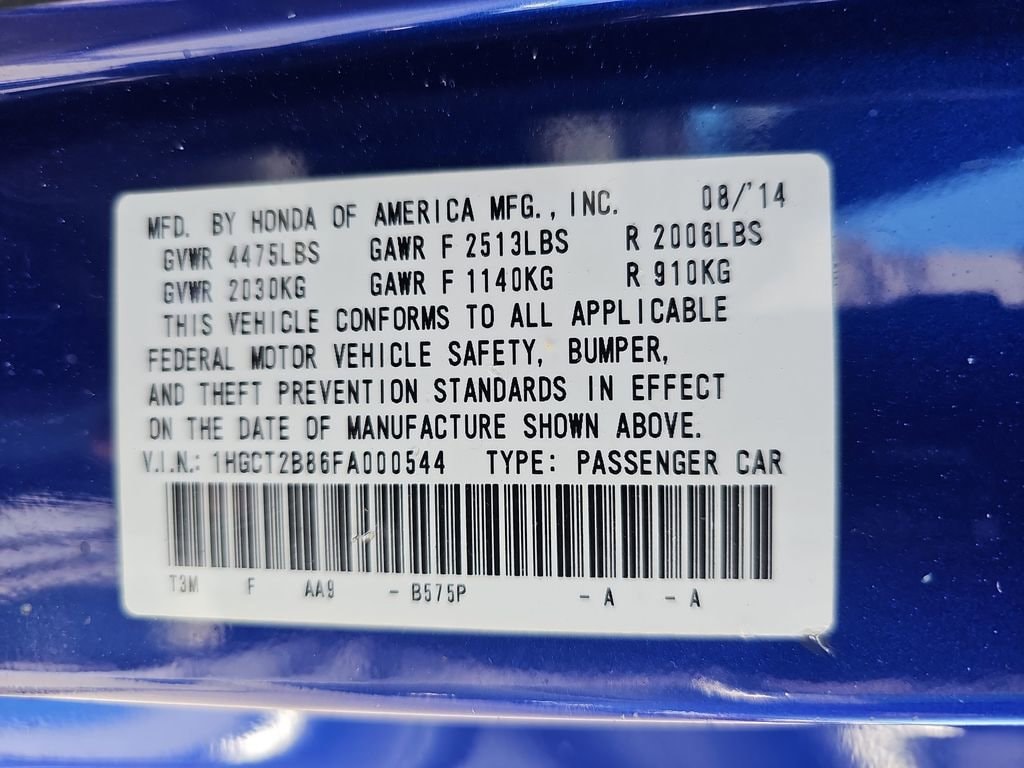 MFD. BY HONDA OF AMERICA MFG., INC. 08/'14
GVWR 4475LBS GAWR F 2513LBS R 2006LBS
GVWR 2030KG GAWR F 1140KG R 910KG
THIS VEHICLE CONFORMS TO ALL APPLICABLE
FEDERAL MOTOR VEHICLE SAFETY, BUMPER,
AND THEFT PREVENTION STANDARDS IN EFFECT
ON THE DATE OF MANUFACTURE SHOWN ABOVE.
V.I.N.: 1HGCT2B86FA000544 TYPE: PASSENGER CAR
T3M F AA9 - B575P - A - A